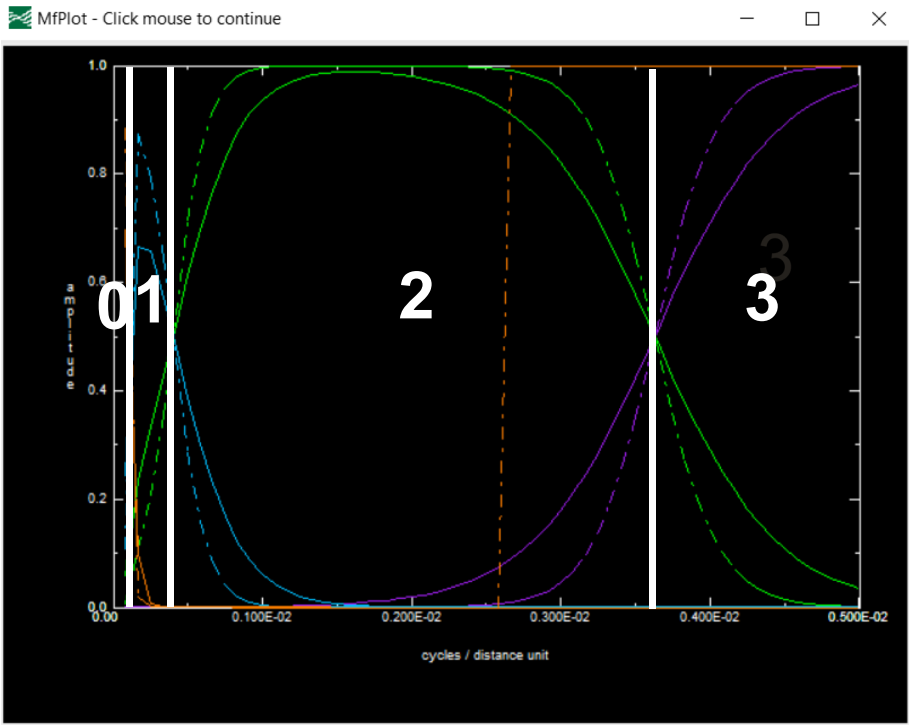 MfPlot - Click mouse to continue
1.0
0.8
3
0.6
0 1 2 3
amplitude
0.4
0.2
0.0
0.00 0.100E-02 0.200E-02 0.300E-02 0.400E-02 0.500E-02
cycles / distance unit